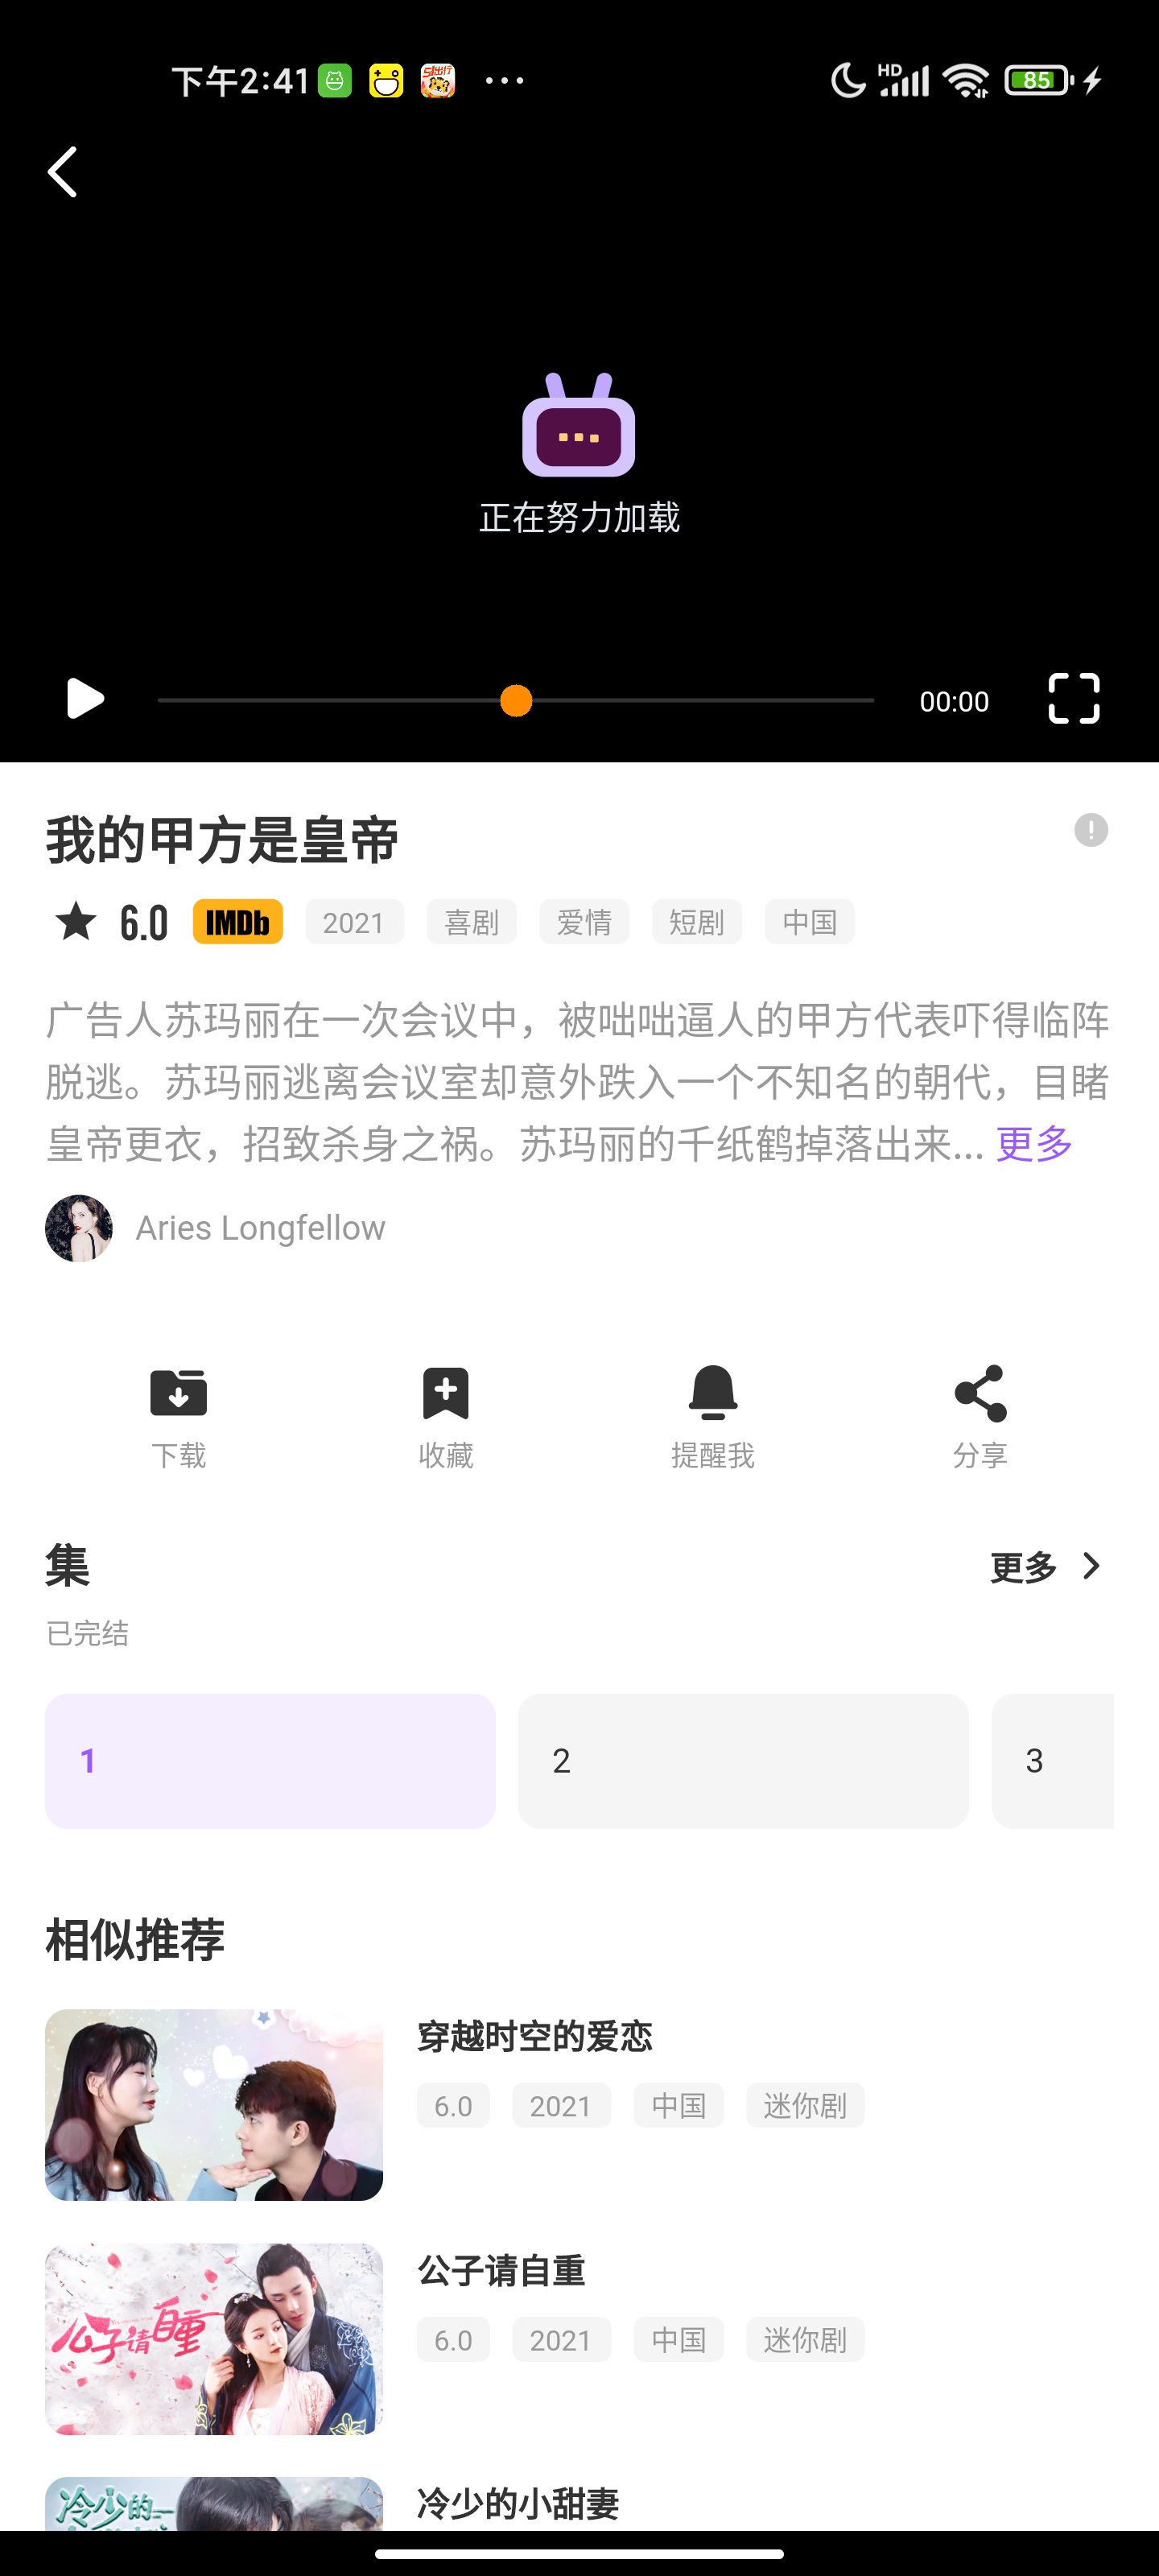 下午2:41
HD
85
正在努力加载
00:00
我的甲方是皇帝
6.0 IMDb 2021 喜剧 爱情 短剧 中国
广告人苏玛丽在一次会议中，被咄咄逼人的甲方代表吓得临阵
脱逃。苏玛丽逃离会议室却意外跌入一个不知名的朝代，目睹
皇帝更衣，招致杀身之祸。苏玛丽的千纸鹤掉落出来... 更多
Aries Longfellow
下载 收藏 提醒我 分享
集 更多
已完结
1 2 3
相似推荐
穿越时空的爱恋
6.0 2021 中国 迷你剧
公子请自重
公子请自重
6.0 2021 中国 迷你剧
冷少的
冷少的小甜妻